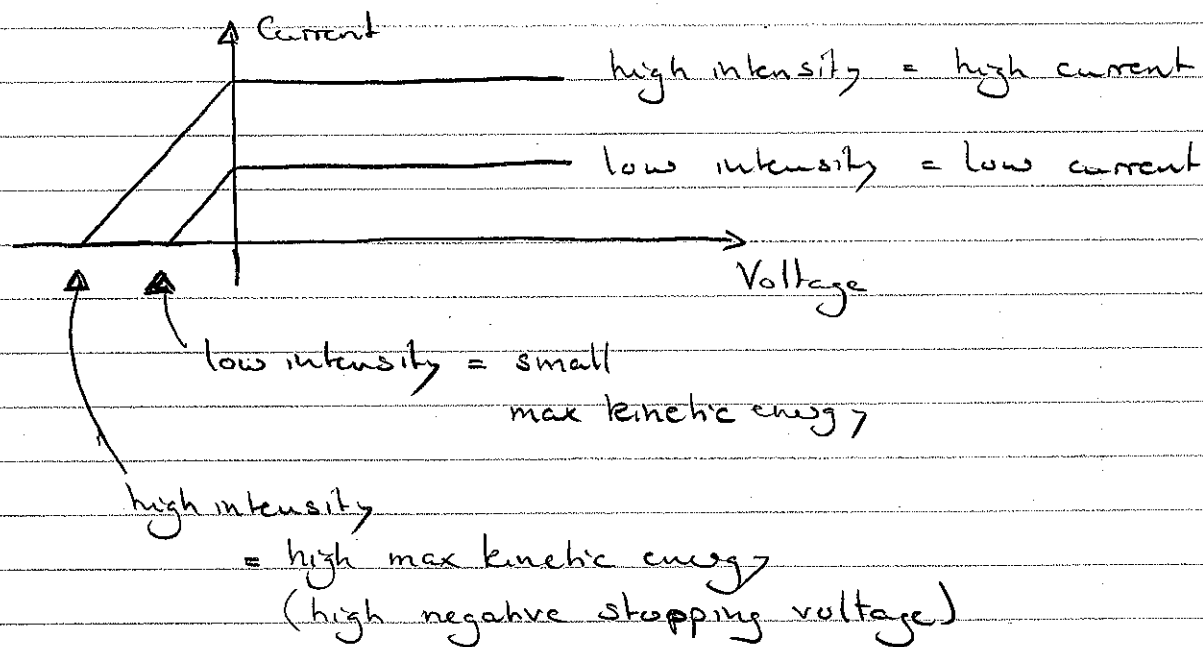 Current
high intensity = high current
low intensity = low current
Voltage
low intensity = small
max kinetic energy
high intensity
= high max kinetic energy
(high negative stopping voltage)